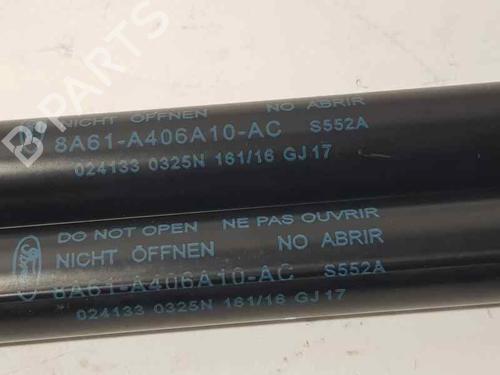 B-PARTS
NICHT ÖFFNEN NO ABRIR
8A61-A406A10-AC S552A
024133 0325N 161/16 GJ17
DO NOT OPEN NE PAS OUVRIR
NICHT ÖFFNEN NO ABRIR
8A61-A406A10-AC S552A
024133 0325N 161/16 GJ17